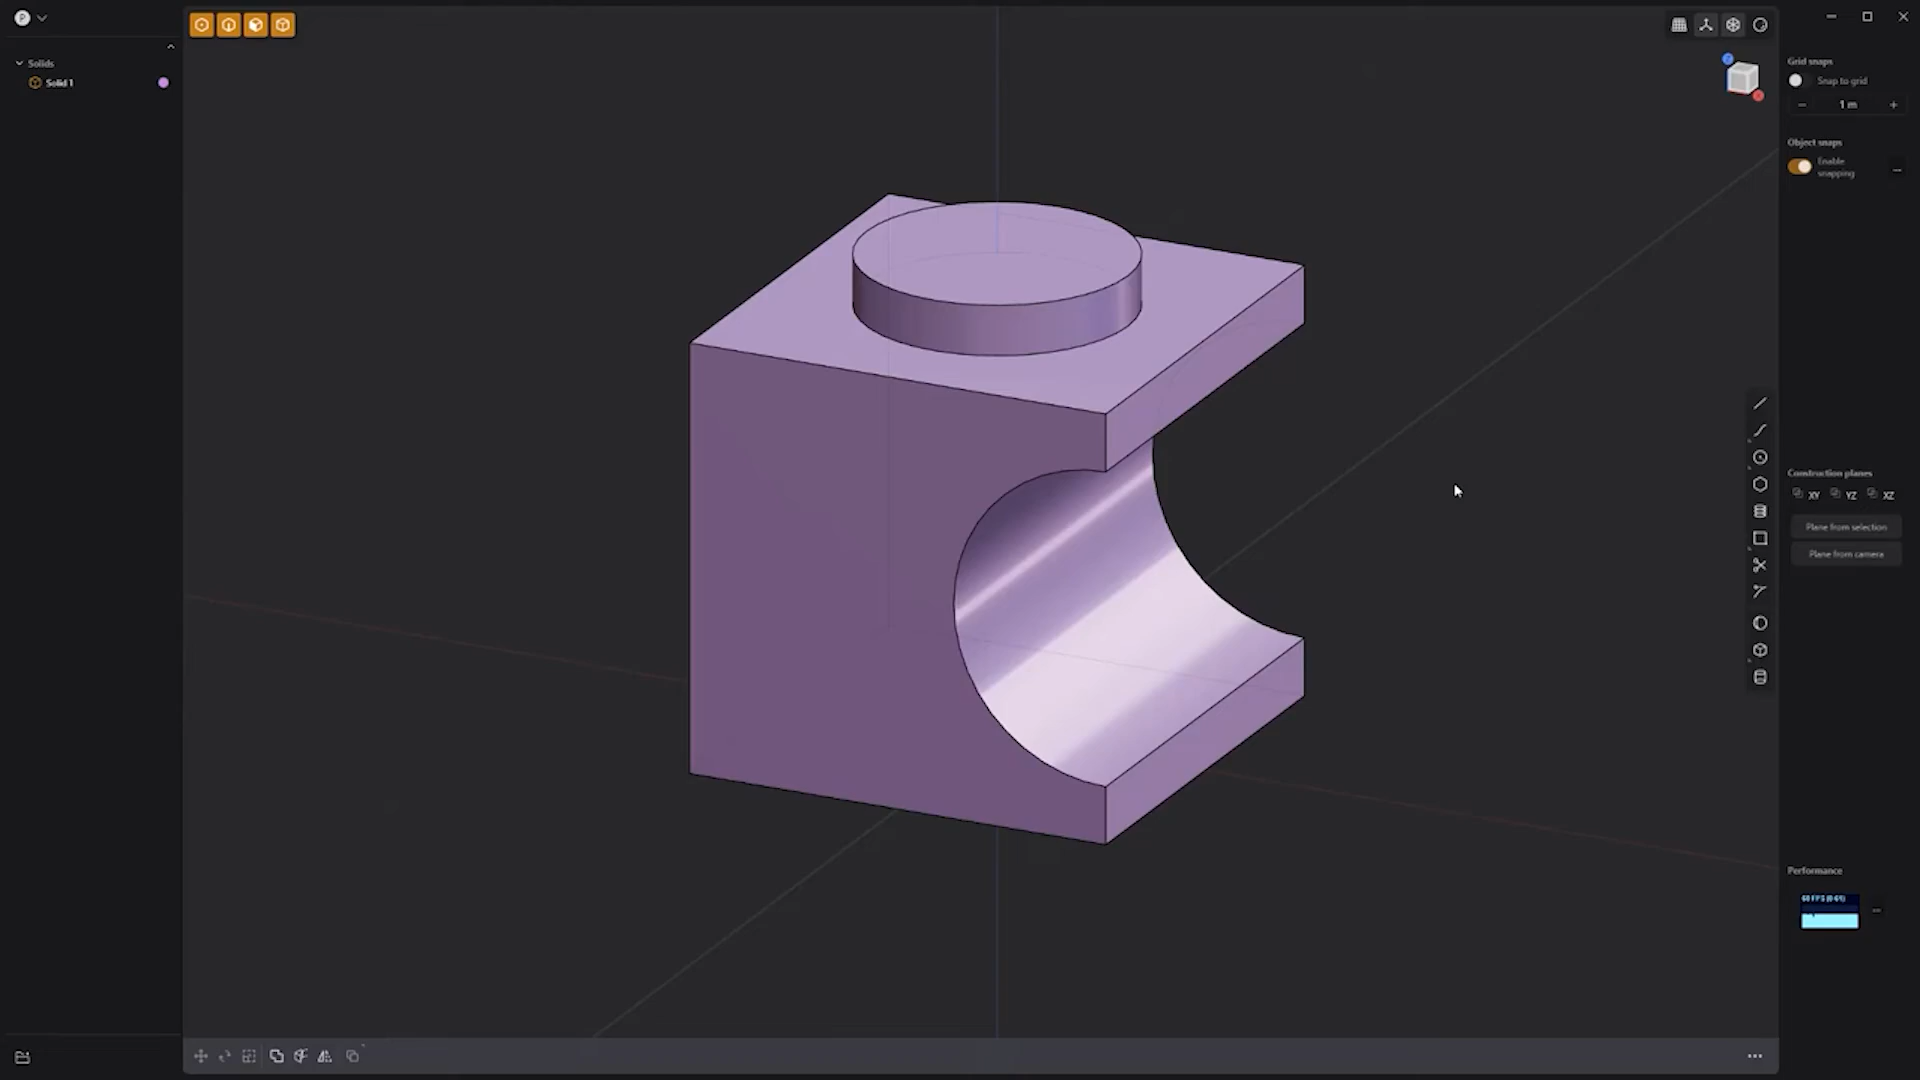 P
Solids
Solid 1
Grid snaps
Snap to grid
1 m
Object snaps
Enable
snapping
Construction planes
XY YZ XZ
Plane from selection
Plane from camera
Performance